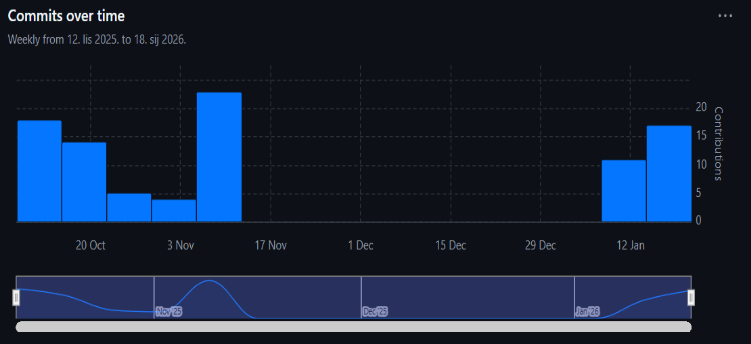 Commits over time
Weekly from 12. lis 2025. to 18. sij 2026.
20
15
10
5
0
Contributions
20 Oct
3 Nov
17 Nov
1 Dec
15 Dec
29 Dec
12 Jan
Nov '25
Dec '25
Jan '26